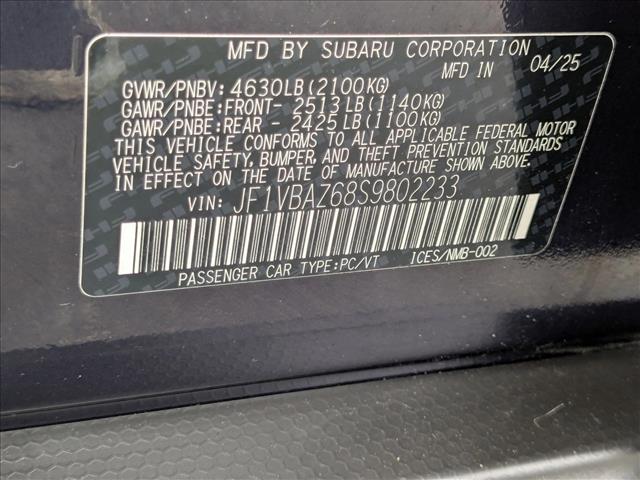 MFD BY SUBARU CORPORATION
MFD IN 04/25
GVWR/PNBV: 4630LB(2100KG)
GAWR/PNBE:FRONT- 2513LB(1140KG)
GAWR/PNBE:REAR - 2425LB(1100KG)
THIS VEHICLE CONFORMS TO ALL APPLICABLE FEDERAL MOTOR
VEHICLE SAFETY, BUMPER, AND THEFT PREVENTION STANDARDS
IN EFFECT ON THE DATE OF MANUFACTURE SHOWN ABOVE.
VIN: JF1VBAZ68S9802233
PASSENGER CAR TYPE:PC/VT ICES/NMB-002